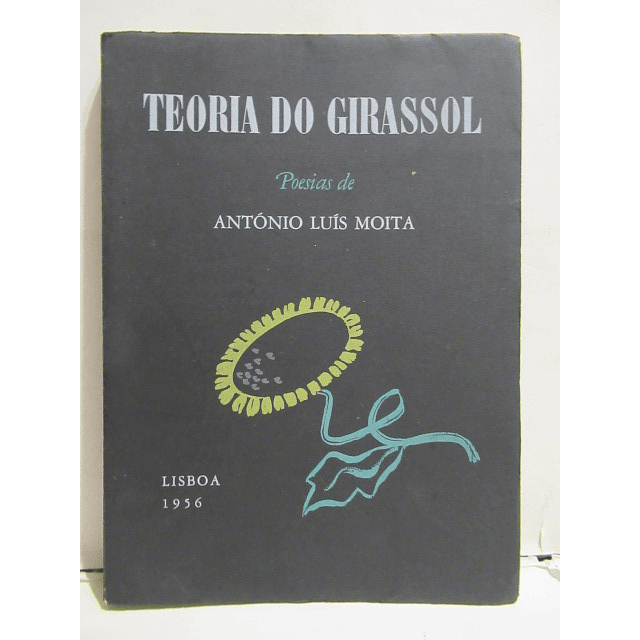 TEORIA DO GIRASSOL
Poesias de
ANTÓNIO LUÍS MOITA
LISBOA
1956